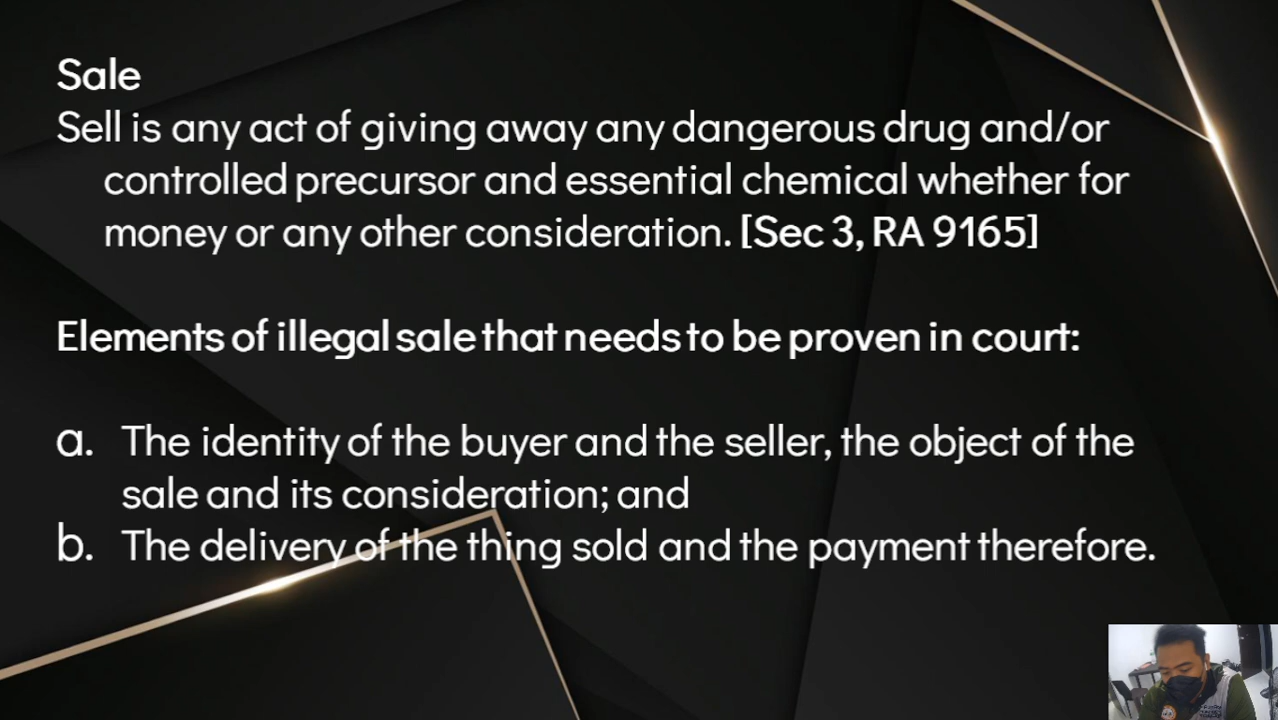 Sale
Sell is any act of giving away any dangerous drug and/or
controlled precursor and essential chemical whether for
money or any other consideration. [Sec 3, RA 9165]
Elements of illegal sale that needs to be proven in court:
a. The identity of the buyer and the seller, the object of the
sale and its consideration; and
b. The delivery of the thing sold and the payment therefore.